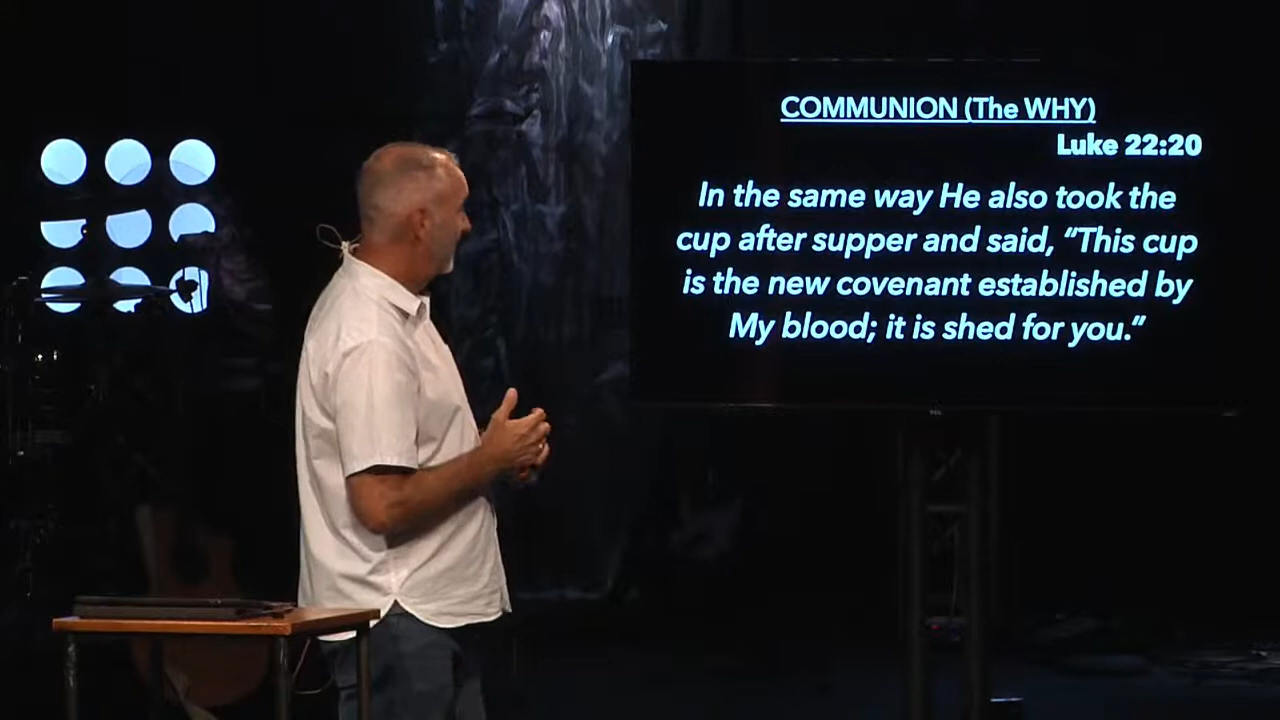 COMMUNION (The WHY)
Luke 22:20
In the same way He also took the
cup after supper and said, “This cup
is the new covenant established by
My blood; it is shed for you.”
TCL